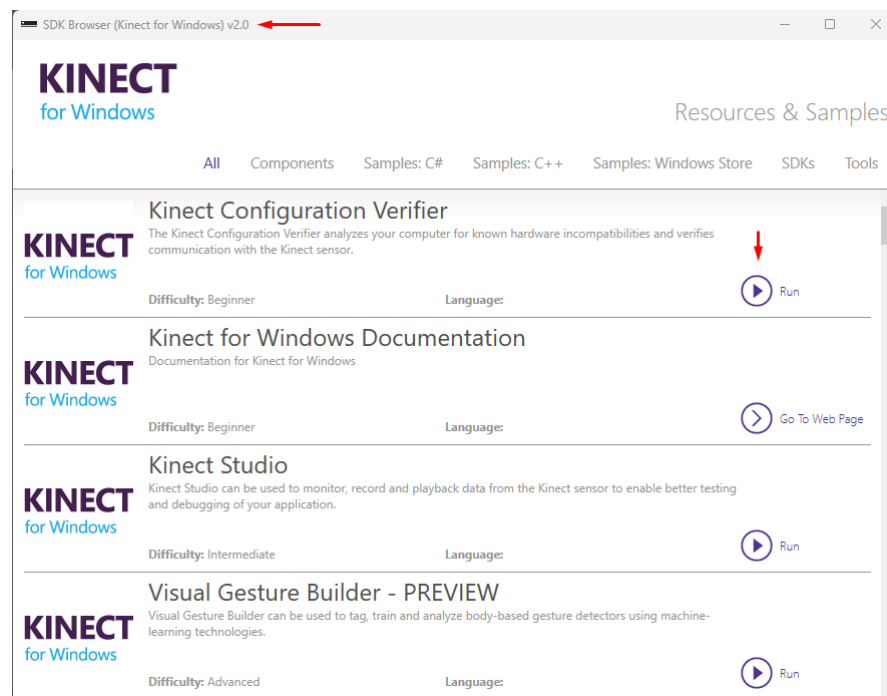 SDK Browser (Kinect for Windows) v2.0
KINECT
for Windows
Resources & Samples
All Components Samples: C# Samples: C++ Samples: Windows Store SDKs Tools
Kinect Configuration Verifier
The Kinect Configuration Verifier analyzes your computer for known hardware incompatibilities and verifies
communication with the Kinect sensor.
KINECT
for Windows
Difficulty: Beginner Language: Run
Kinect for Windows Documentation
Documentation for Kinect for Windows
KINECT
for Windows
Difficulty: Beginner Language: Go To Web Page
Kinect Studio
Kinect Studio can be used to monitor, record and playback data from the Kinect sensor to enable better testing
and debugging of your application.
KINECT
for Windows
Difficulty: Intermediate Language: Run
Visual Gesture Builder - PREVIEW
Visual Gesture Builder can be used to tag, train and analyze body-based gesture detectors using machine-
learning technologies.
KINECT
for Windows
Difficulty: Advanced Language: Run